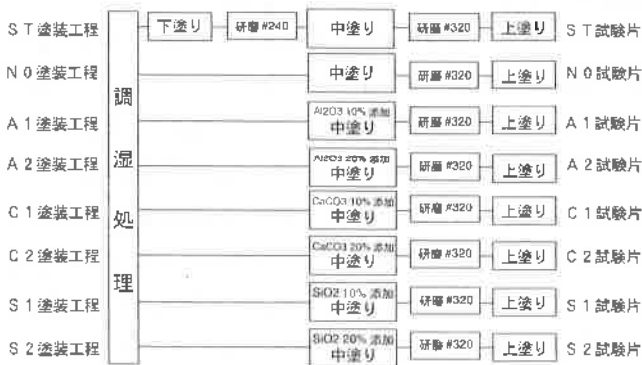 ST塗装工程 下塗り 研磨#240 中塗り 研磨#320 上塗り ST試験片
N0塗装工程 中塗り 研磨#320 上塗り N0試験片
Al2O3 10% 添加
A1塗装工程 中塗り 研磨#320 上塗り A1試験片
Al2O3 20% 添加
A2塗装工程 中塗り 研磨#320 上塗り A2試験片
CaCO3 10% 添加
C1塗装工程 中塗り 研磨#320 上塗り C1試験片
CaCO3 20% 添加
C2塗装工程 中塗り 研磨#320 上塗り C2試験片
SiO2 10% 添加
S1塗装工程 中塗り 研磨#320 上塗り S1試験片
SiO2 20% 添加
S2塗装工程 中塗り 研磨#320 上塗り S2試験片
調湿処理